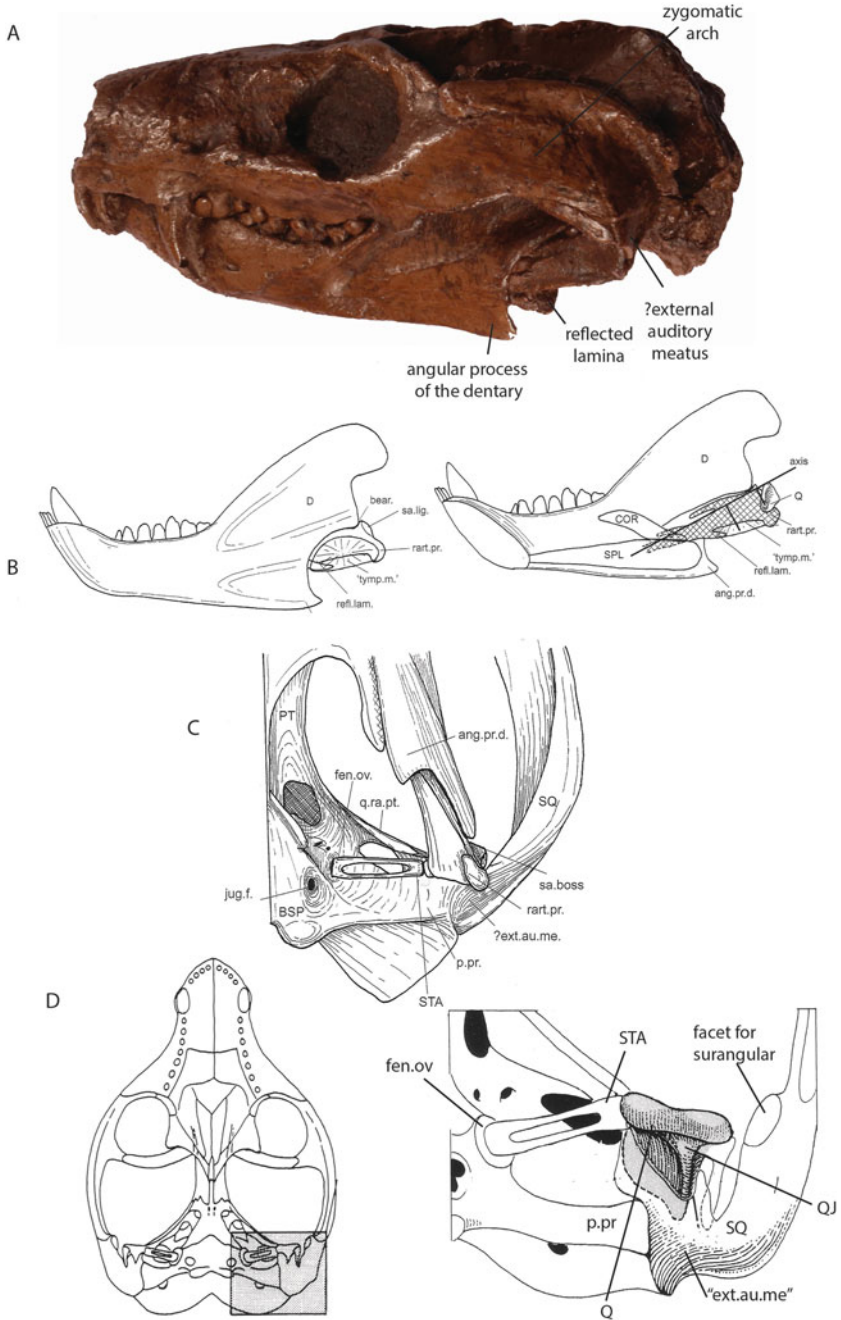 A
zygomatic
arch
?external
auditory
meatus
reflected
lamina
angular process
of the dentary
B
D
bear.
sa.lig.
rart.pr.
'tymp.m.'
refl.lam.
D
axis
Q
COR
rart.pr.
SPL
'tymp.m.'
refl.lam.
ang.pr.d.
C
PT
ang.pr.d.
fen.ov.
q.ra.pt.
SQ
jug.f.
sa.boss
BSP
rart.pr.
?ext.au.me.
p.pr.
STA
D
STA
facet for
surangular
fen.ov
QJ
p.pr
SQ
Q
"ext.au.me"